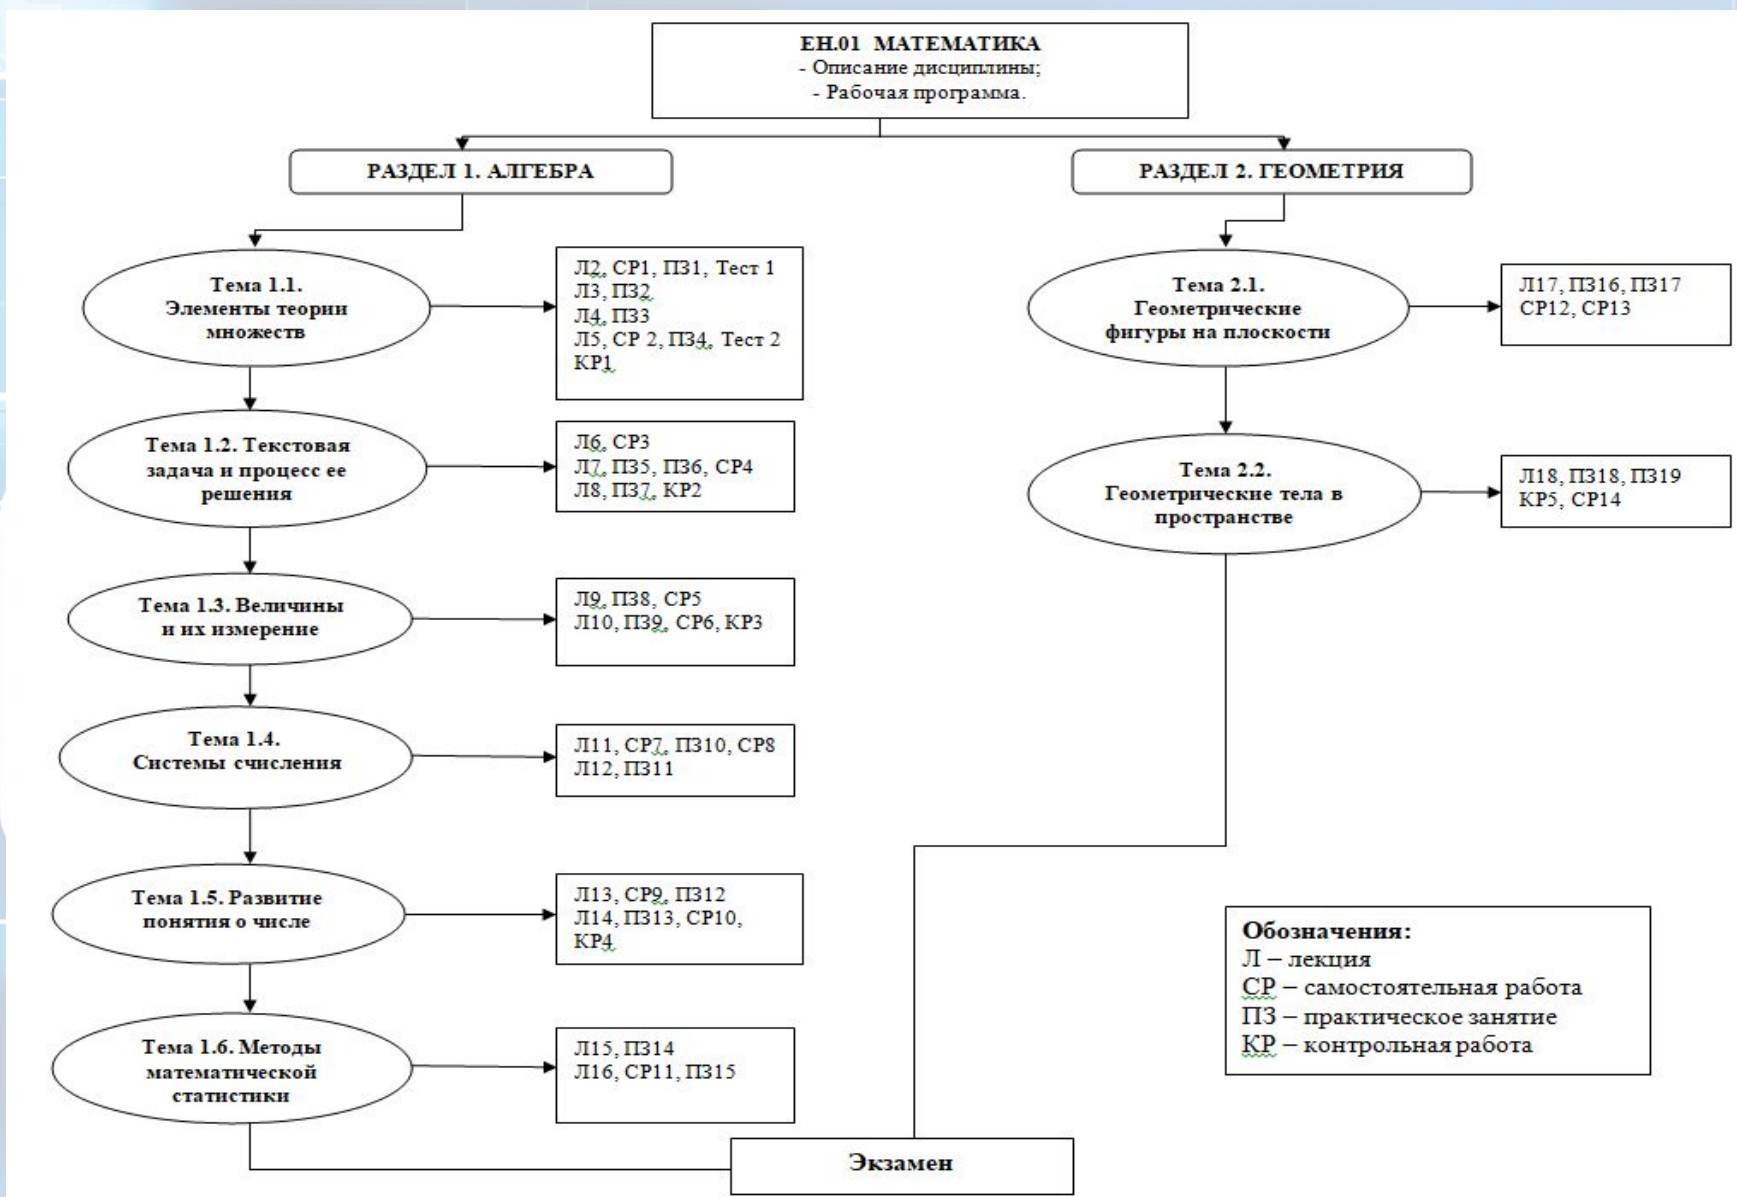 ЕН.01 МАТЕМАТИКА
- Описание дисциплины;
- Рабочая программа.
РАЗДЕЛ 1. АЛГЕБРА
РАЗДЕЛ 2. ГЕОМЕТРИЯ
Тема 1.1.
Элементы теории
множеств
Л2, СР1, ПЗ1, Тест 1
Л3, ПЗ2
Л4, ПЗ3
Л5, СР 2, ПЗ4, Тест 2
КР1
Тема 1.2. Текстовая
задача и процесс ее
решения
Л6, СР3
Л7, ПЗ5, ПЗ6, СР4
Л8, ПЗ7, КР2
Тема 1.3. Величины
и их измерение
Л9, ПЗ8, СР5
Л10, ПЗ9, СР6, КР3
Тема 1.4.
Системы счисления
Л11, СР7, ПЗ10, СР8
Л12, ПЗ11
Тема 1.5. Развитие
понятия о числе
Л13, СР9, ПЗ12
Л14, ПЗ13, СР10,
КР4
Тема 1.6. Методы
математической
статистики
Л15, ПЗ14
Л16, СР11, ПЗ15
Тема 2.1.
Геометрические
фигуры на плоскости
Л17, ПЗ16, ПЗ17
СР12, СР13
Тема 2.2.
Геометрические тела в
пространстве
Л18, ПЗ18, ПЗ19
КР5, СР14
Обозначения:
Л – лекция
СР – самостоятельная работа
ПЗ – практическое занятие
КР – контрольная работа
Экзамен